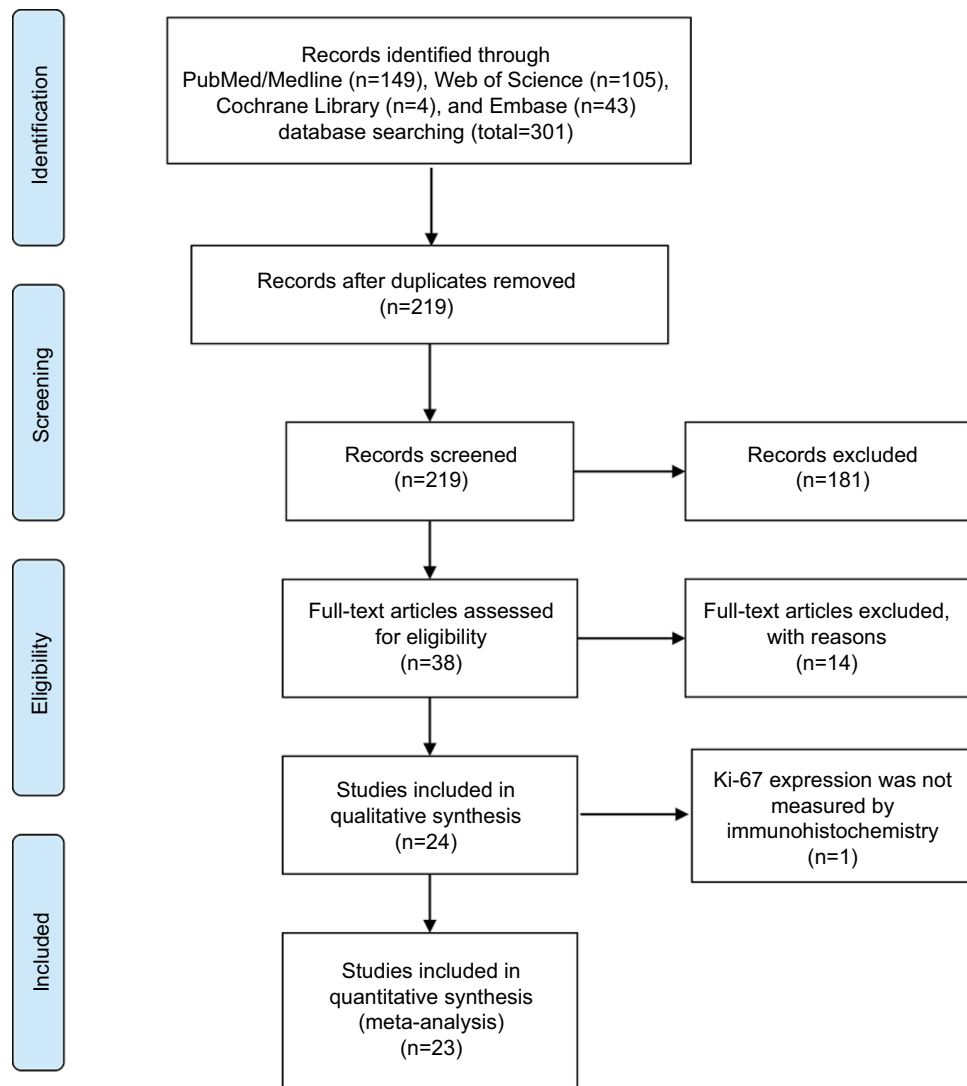 Identification
Records identified through
PubMed/Medline (n=149), Web of Science (n=105),
Cochrane Library (n=4), and Embase (n=43)
database searching (total=301)
Records after duplicates removed
(n=219)
Screening
Records screened
(n=219)
Records excluded
(n=181)
Eligibility
Full-text articles assessed
for eligibility
(n=38)
Full-text articles excluded,
with reasons
(n=14)
Studies included in
qualitative synthesis
(n=24)
Ki-67 expression was not
measured by
immunohistochemistry
(n=1)
Included
Studies included in
quantitative synthesis
(meta-analysis)
(n=23)